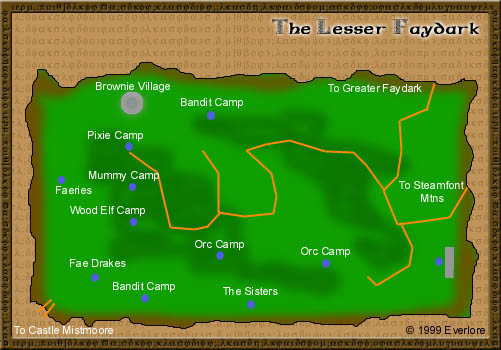 The Lesser Faydark
To Greater Faydark
Brownie Village
Bandit Camp
Pixie Camp
Mummy Camp
Faeries
To Steamfont
Mtns
Wood Elf Camp
Orc Camp
Orc Camp
Fae Drakes
Bandit Camp
The Sisters
To Castle Mistmoore
© 1999 Everlore